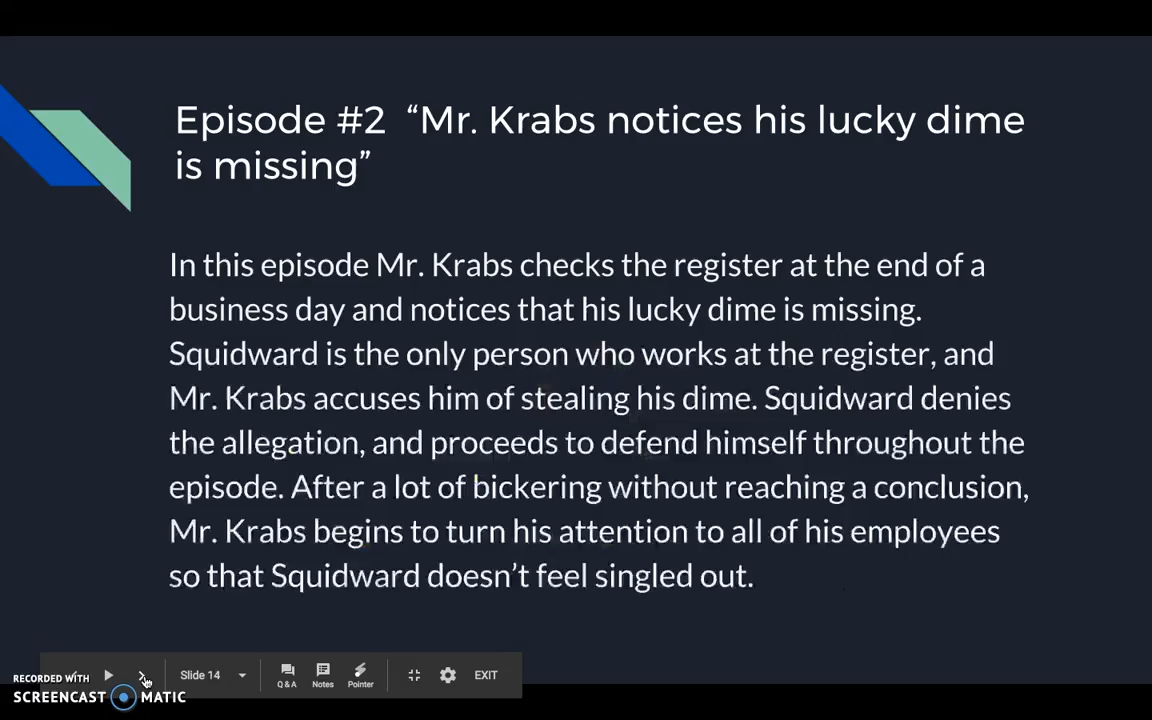 Episode #2 “Mr. Krabs notices his lucky dime
is missing”
In this episode Mr. Krabs checks the register at the end of a
business day and notices that his lucky dime is missing.
Squidward is the only person who works at the register, and
Mr. Krabs accuses him of stealing his dime. Squidward denies
the allegation, and proceeds to defend himself throughout the
episode. After a lot of bickering without reaching a conclusion,
Mr. Krabs begins to turn his attention to all of his employees
so that Squidward doesn’t feel singled out.
Slide 14
Q & A
Notes
Pointer
EXIT
RECORDED WITH
SCREENCAST MATIC